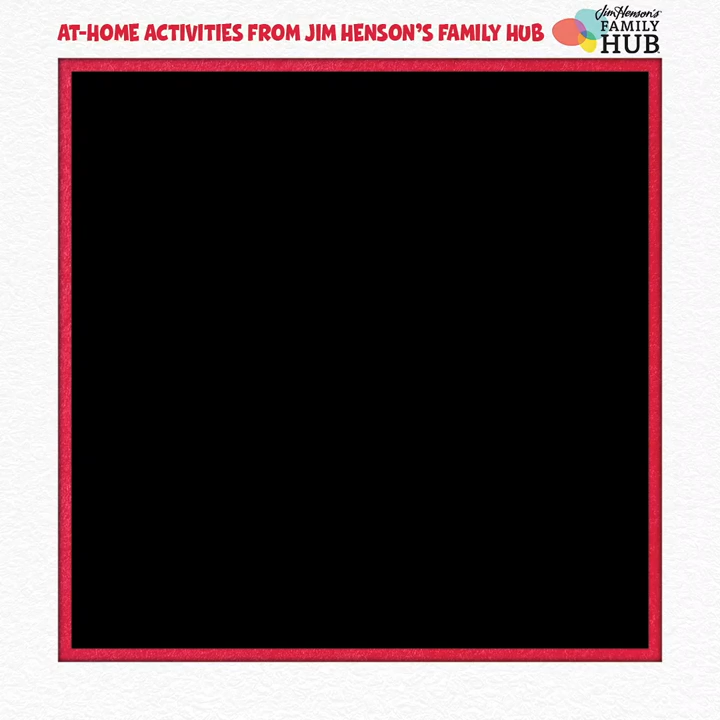 AT-HOME ACTIVITIES FROM JIM HENSON'S FAMILY HUB
Jim Henson's
FAMILY
HUB